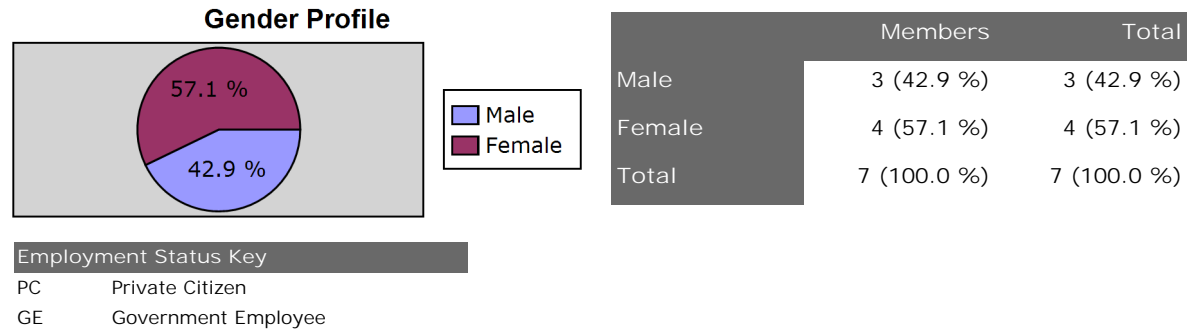 Gender Profile
57.1 %
42.9 %
Male
Female
Members Total
Male 3 (42.9 %) 3 (42.9 %)
Female 4 (57.1 %) 4 (57.1 %)
Total 7 (100.0 %) 7 (100.0 %)
Employment Status Key
PC Private Citizen
GE Government Employee